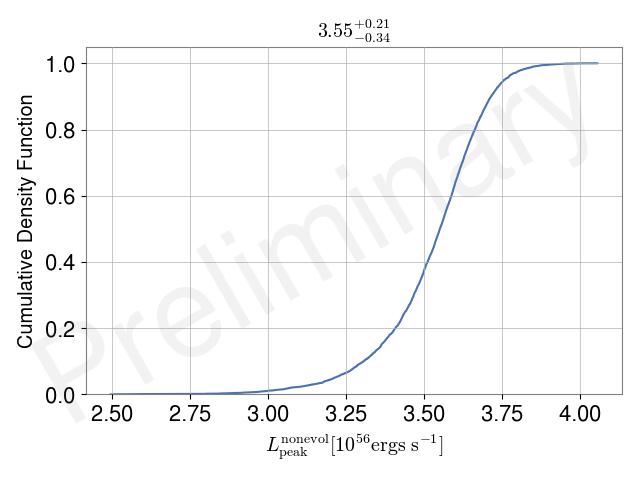 3.55^{+0.21}_{-0.34}
1.0
0.8
0.6
0.4
0.2
0.0
Cumulative Density Function
Preliminary
2.50 2.75 3.00 3.25 3.50 3.75 4.00
L_{peak}^{nonevol}[10^{56}ergs s^{-1}]